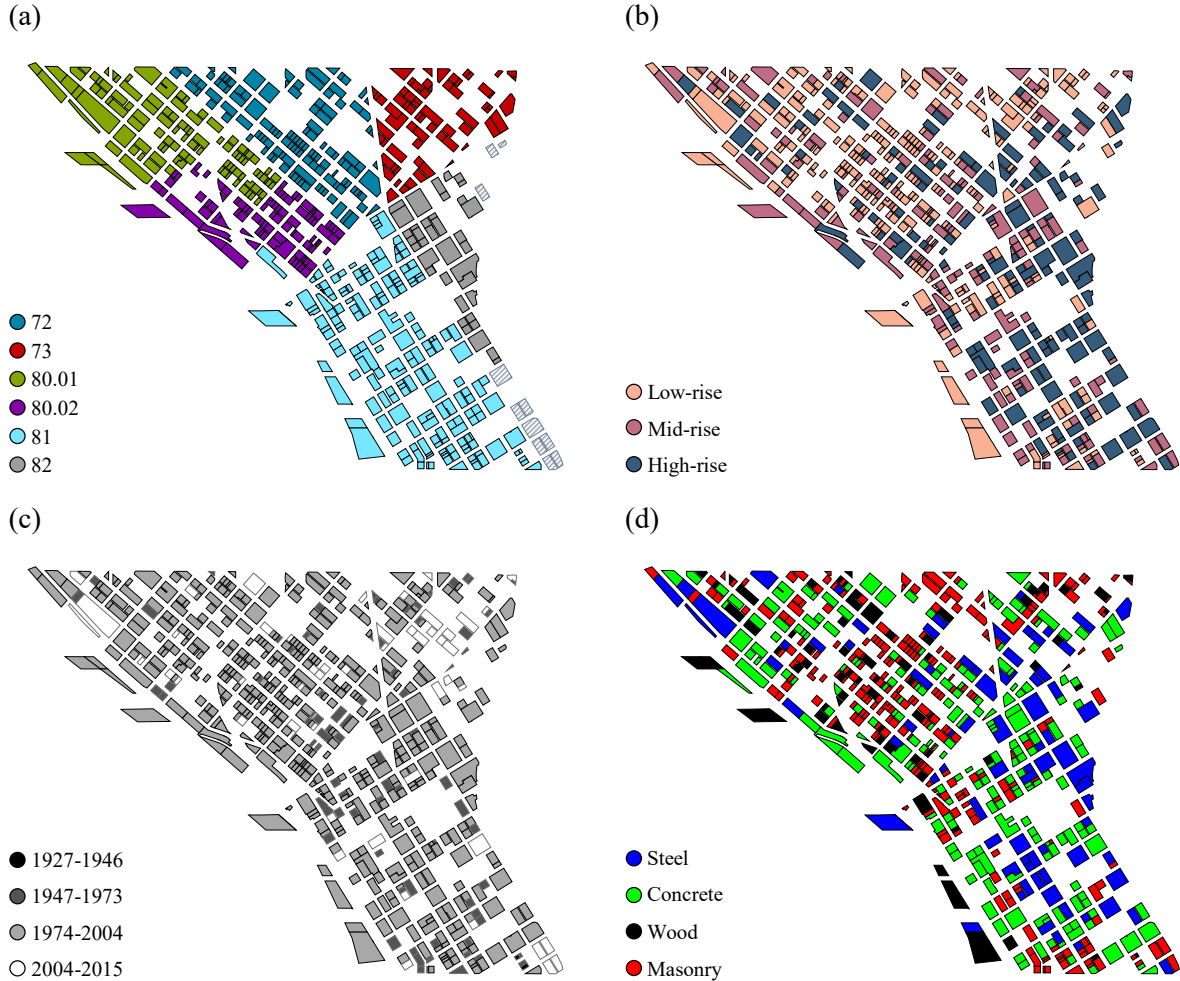 (a)
72
73
80.01
80.02
81
82
(b)
Low-rise
Mid-rise
High-rise
(c)
1927-1946
1947-1973
1974-2004
2004-2015
(d)
Steel
Concrete
Wood
Masonry